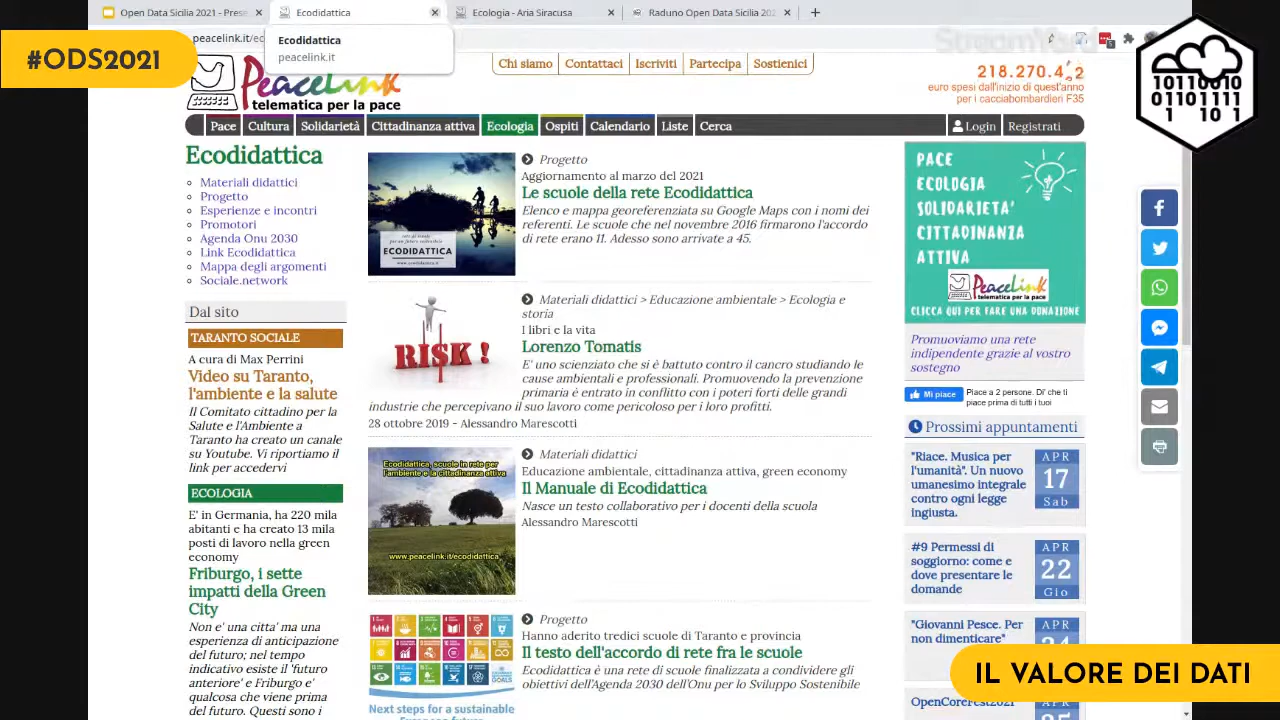 Open Data Sicilia 2021 - Prese
Ecodidattica
Ecologia - Aria Siracusa
Raduno Open Data Sicilia 202
Ecodidattica
peacelink.it
#ODS2021
PeaceLink
telematica per la pace
Chi siamo
Contattaci
Iscriviti
Partecipa
Sostienici
euro spesi dall'inizio di quest'anno
per i cacciabombardieri F35
10110010
01101111
1 10 1
Pace
Cultura
Solidarietà
Cittadinanza attiva
Ecologia
Ospiti
Calendario
Liste
Cerca
Login
Registrati
Ecodidattica
Materiali didattici
Progetto
Esperienze e incontri
Promotori
Agenda Onu 2030
Link Ecodidattica
Mappa degli argomenti
Sociale.network
Dal sito
TARANTO SOCIALE
A cura di Max Perrini
Video su Taranto,
l'ambiente e la salute
Il Comitato cittadino per la
Salute e l'Ambiente a
Taranto ha creato un canale
su Youtube. Vi riportiamo il
link per accedervi
ECOLOGIA
E' in Germania, ha 220 mila
abitanti e ha creato 13 mila
posti di lavoro nella green
economy
Friburgo, i sette
impatti della Green
City
Non e' una citta' ma una
esperienza di anticipazione
del futuro; nel tempo
indicativo esiste il 'futuro
anteriore' e Friburgo e'
qualcosa che viene prima
del futuro. Questi sono i
ECODIDATTICA
Progetto
Aggiornamento al marzo del 2021
Le scuole della rete Ecodidattica
Elenco e mappa georeferenziata su Google Maps con i nomi dei
referenti. Le scuole che nel novembre 2016 firmarono l'accordo
di rete erano 11. Adesso sono arrivate a 45.
RISK !
Materiali didattici > Educazione ambientale > Ecologia e
storia
I libri e la vita
Lorenzo Tomatis
E' uno scienziato che si è battuto contro il cancro studiando le
cause ambientali e professionali. Promuovendo la prevenzione
primaria è entrato in conflitto con i poteri forti delle grandi
industrie che percepivano il suo lavoro come pericoloso per i loro profitti.
28 ottobre 2019 - Alessandro Marescotti
Ecodidattica, scuole in rete per
l'ambiente e la cittadinanza attiva
www.peacelink.it/ecodidattica
Materiali didattici
Educazione ambientale, cittadinanza attiva, green economy
Il Manuale di Ecodidattica
Nasce un testo collaborativo per i docenti della scuola
Alessandro Marescotti
Next steps for a sustainable
Progetto
Hanno aderito tredici scuole di Taranto e provincia
Il testo dell'accordo di rete fra le scuole
Ecodidattica è una rete di scuole finalizzata a condividere gli
obiettivi dell'Agenda 2030 dell'Onu per lo Sviluppo Sostenibile
PACE
ECOLOGIA
SOLIDARIETA'
CITTADINANZA
ATTIVA
PeaceLink
telematica per la pace
CLICCA QUI PER FARE UNA DONAZIONE
Promuoviamo una rete
indipendente grazie al vostro
sostegno
Mi piace
Piace a 2 persone. Di' che ti
piace prima di tutti i tuoi
Prossimi appuntamenti
"Riace. Musica per
l'umanità". Un nuovo
umanesimo integrale
contro ogni legge
ingiusta.
APR
17
Sab
#9 Permessi di
soggiorno: come e
dove presentare le
domande
APR
22
Gio
"Giovanni Pesce. Per
non dimenticare"
APR
OpenCoreFest2021
APR
IL VALORE DEI DATI